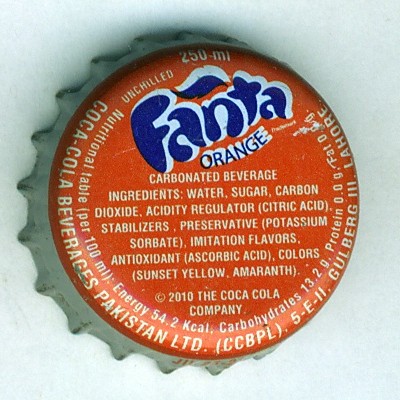 250 ml
UNCHILLED
Fanta
ORANGE
Trademark
CARBONATED BEVERAGE
INGREDIENTS: WATER, SUGAR, CARBON
DIOXIDE, ACIDITY REGULATOR (CITRIC ACID),
STABILIZERS , PRESERVATIVE (POTASSIUM
SORBATE), IMITATION FLAVORS,
ANTIOXIDANT (ASCORBIC ACID), COLORS
(SUNSET YELLOW, AMARANTH).
© 2010 THE COCA COLA
COMPANY.
Nutritional table (per 100 ml). Energy 54.2 Kcal, Carbohydrates 13.2 g, Protein 0.0 g, Fat 0.0 g.
COCA-COLA BEVERAGES PAKISTAN LTD. (CCBPL), 5-E-II, GULBERG III, LAHORE.